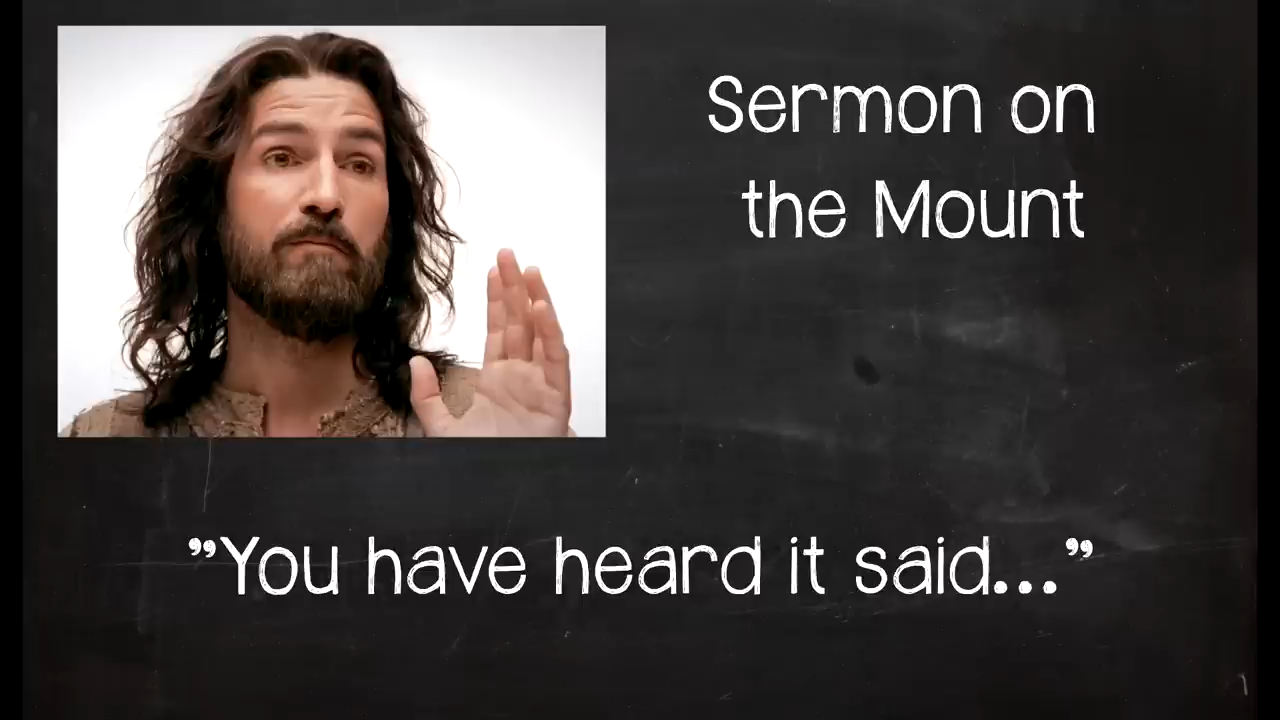 Sermon on
the Mount
”You have heard it said...”